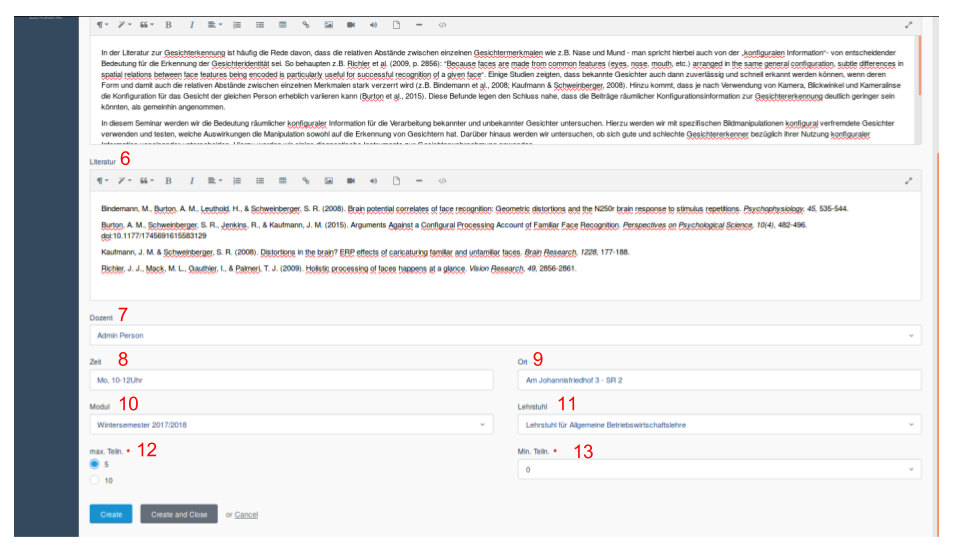 In der Literatur zur Gesichterkennung ist häufig die Rede davon, dass die relativen Abstände zwischen einzelnen Gesichtermerkmalen wie z.B. Nase und Mund - man spricht hierbei auch von der „konfiguralen Information“- von entscheidender
Bedeutung für die Erkennung der Gesichteridentität sei. So behaupten z.B. Richler et al. (2009, p. 2856): "Because faces are made from common features (eyes, nose, mouth, etc.) arranged in the same general configuration, subtle differences in
spatial relations between face features being encoded is particularly useful for successful recognition of a given face". Einige Studien zeigten, dass bekannte Gesichter auch dann zuverlässig und schnell erkannt werden können, wenn deren
Form und damit auch die relativen Abstände zwischen einzelnen Merkmalen stark verzerrt wird (z.B. Bindemann et al., 2008; Kaufmann & Schweinberger, 2008). Hinzu kommt, dass je nach Verwendung von Kamera, Blickwinkel und Kameralinse
die Konfiguration für das Gesicht der gleichen Person erheblich variieren kann (Burton et al., 2015). Diese Befunde legen den Schluss nahe, dass die Beiträge räumlicher Konfigurationsinformation zur Gesichtererkennung deutlich geringer sein
könnten, als gemeinhin angenommen.
In diesem Seminar werden wir die Bedeutung räumlicher konfiguraler Information für die Verarbeitung bekannter und unbekannter Gesichter untersuchen. Hierzu werden wir mit spezifischen Bildmanipulationen konfigural verfremdete Gesichter
verwenden und testen, welche Auswirkungen die Manipulation sowohl auf die Erkennung von Gesichtern hat. Darüber hinaus werden wir untersuchen, ob sich gute und schlechte Gesichtererkenner bezüglich ihrer Nutzung konfiguraler
Literatur 6
Bindemann, M., Burton, A. M., Leuthold, H., & Schweinberger, S. R. (2008). Brain potential correlates of face recognition: Geometric distortions and the N250r brain response to stimulus repetitions. Psychophysiology, 45, 535-544.
Burton, A. M., Schweinberger, S. R., Jenkins, R., & Kaufmann, J. M. (2015). Arguments Against a Configural Processing Account of Familiar Face Recognition. Perspectives on Psychological Science, 10(4), 482-496.
doi:10.1177/1745691615583129
Kaufmann, J. M. & Schweinberger, S. R. (2008). Distortions in the brain? ERP effects of caricaturing familiar and unfamiliar faces. Brain Research, 1228, 177-188.
Richler, J. J., Mack, M. L., Gauthier, I., & Palmeri, T. J. (2009). Holistic processing of faces happens at a glance. Vision Research, 49, 2856-2861.
Dozent 7
Admin Person
Zeit 8
Ort 9
Mo, 10-12Uhr
Am Johannisfriedhof 3 - SR 2
Modul 10
Lehrstuhl 11
Wintersemester 2017/2018
Lehrstuhl für Allgemeine Betriebswirtschaftslehre
max. Teiln. * 12
Min. Teiln. * 13
5
0
10
Create Create and Close or Cancel